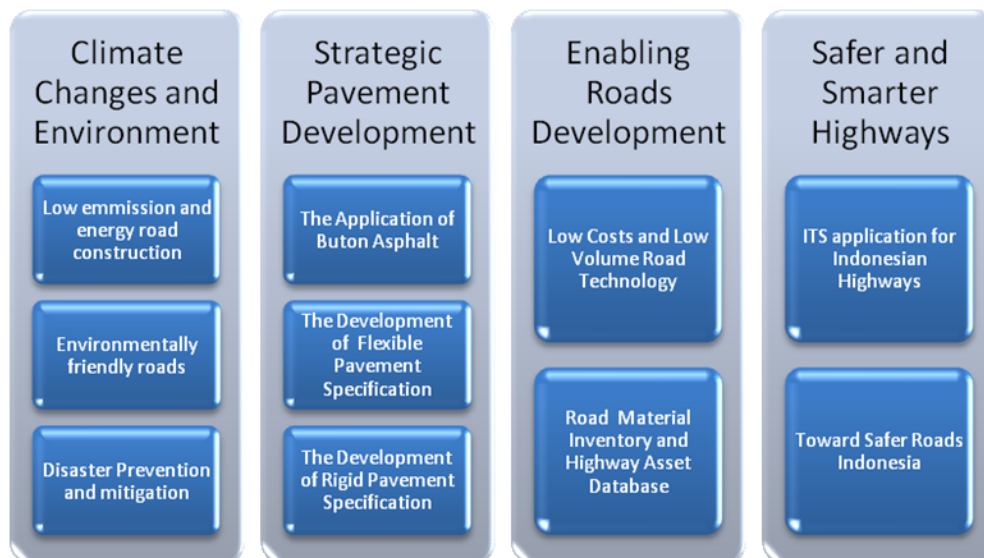 Climate
Changes and
Environment
Low emmission and
energy road
construction
Environmentally
friendly roads
Disaster Prevention
and mitigation
Strategic
Pavement
Development
The Application of
Buton Asphalt
The Development
of Flexible
Pavement
Specification
The Development
of Rigid Pavement
Specification
Enabling
Roads
Development
Low Costs and Low
Volume Road
Technology
Road Material
Inventory and
Highway Asset
Database
Safer and
Smarter
Highways
ITS application for
Indonesian
Highways
Toward Safer Roads
Indonesia